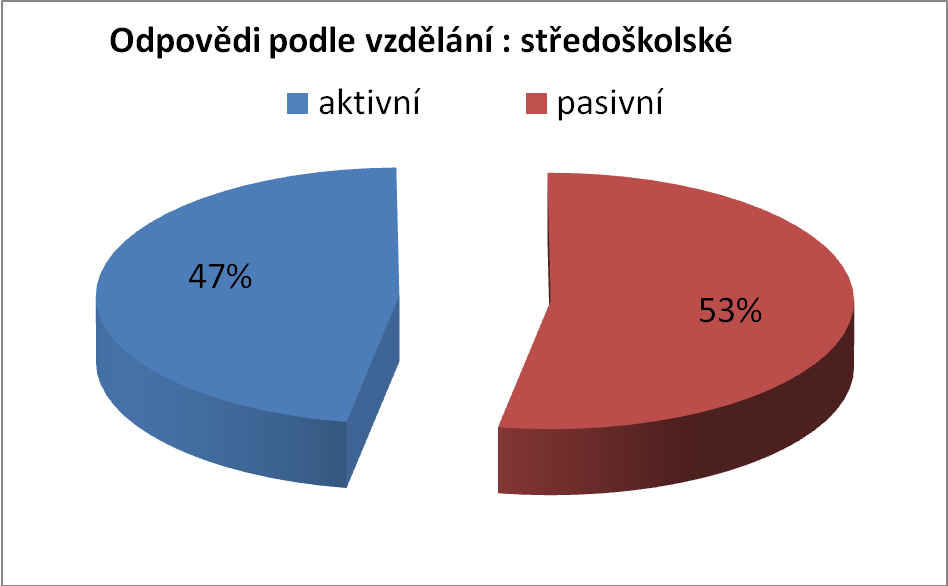 Odpovědi podle vzdělání : středoškolské
aktivní pasivní
47%
53%